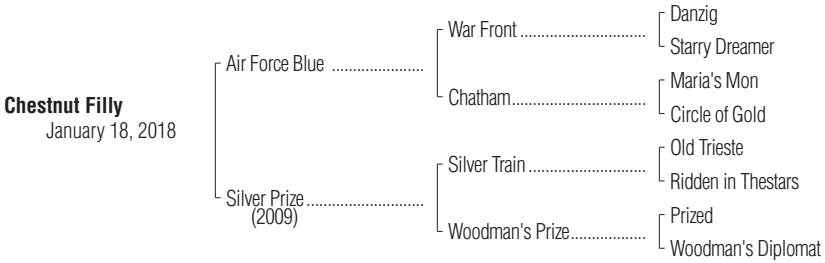 Danzig
War Front
Starry Dreamer
Air Force Blue
Maria's Mon
Chatham
Circle of Gold
Chestnut Filly
January 18, 2018
Old Trieste
Silver Train
Ridden in Thestars
Silver Prize
(2009)
Prized
Woodman's Prize
Woodman's Diplomat